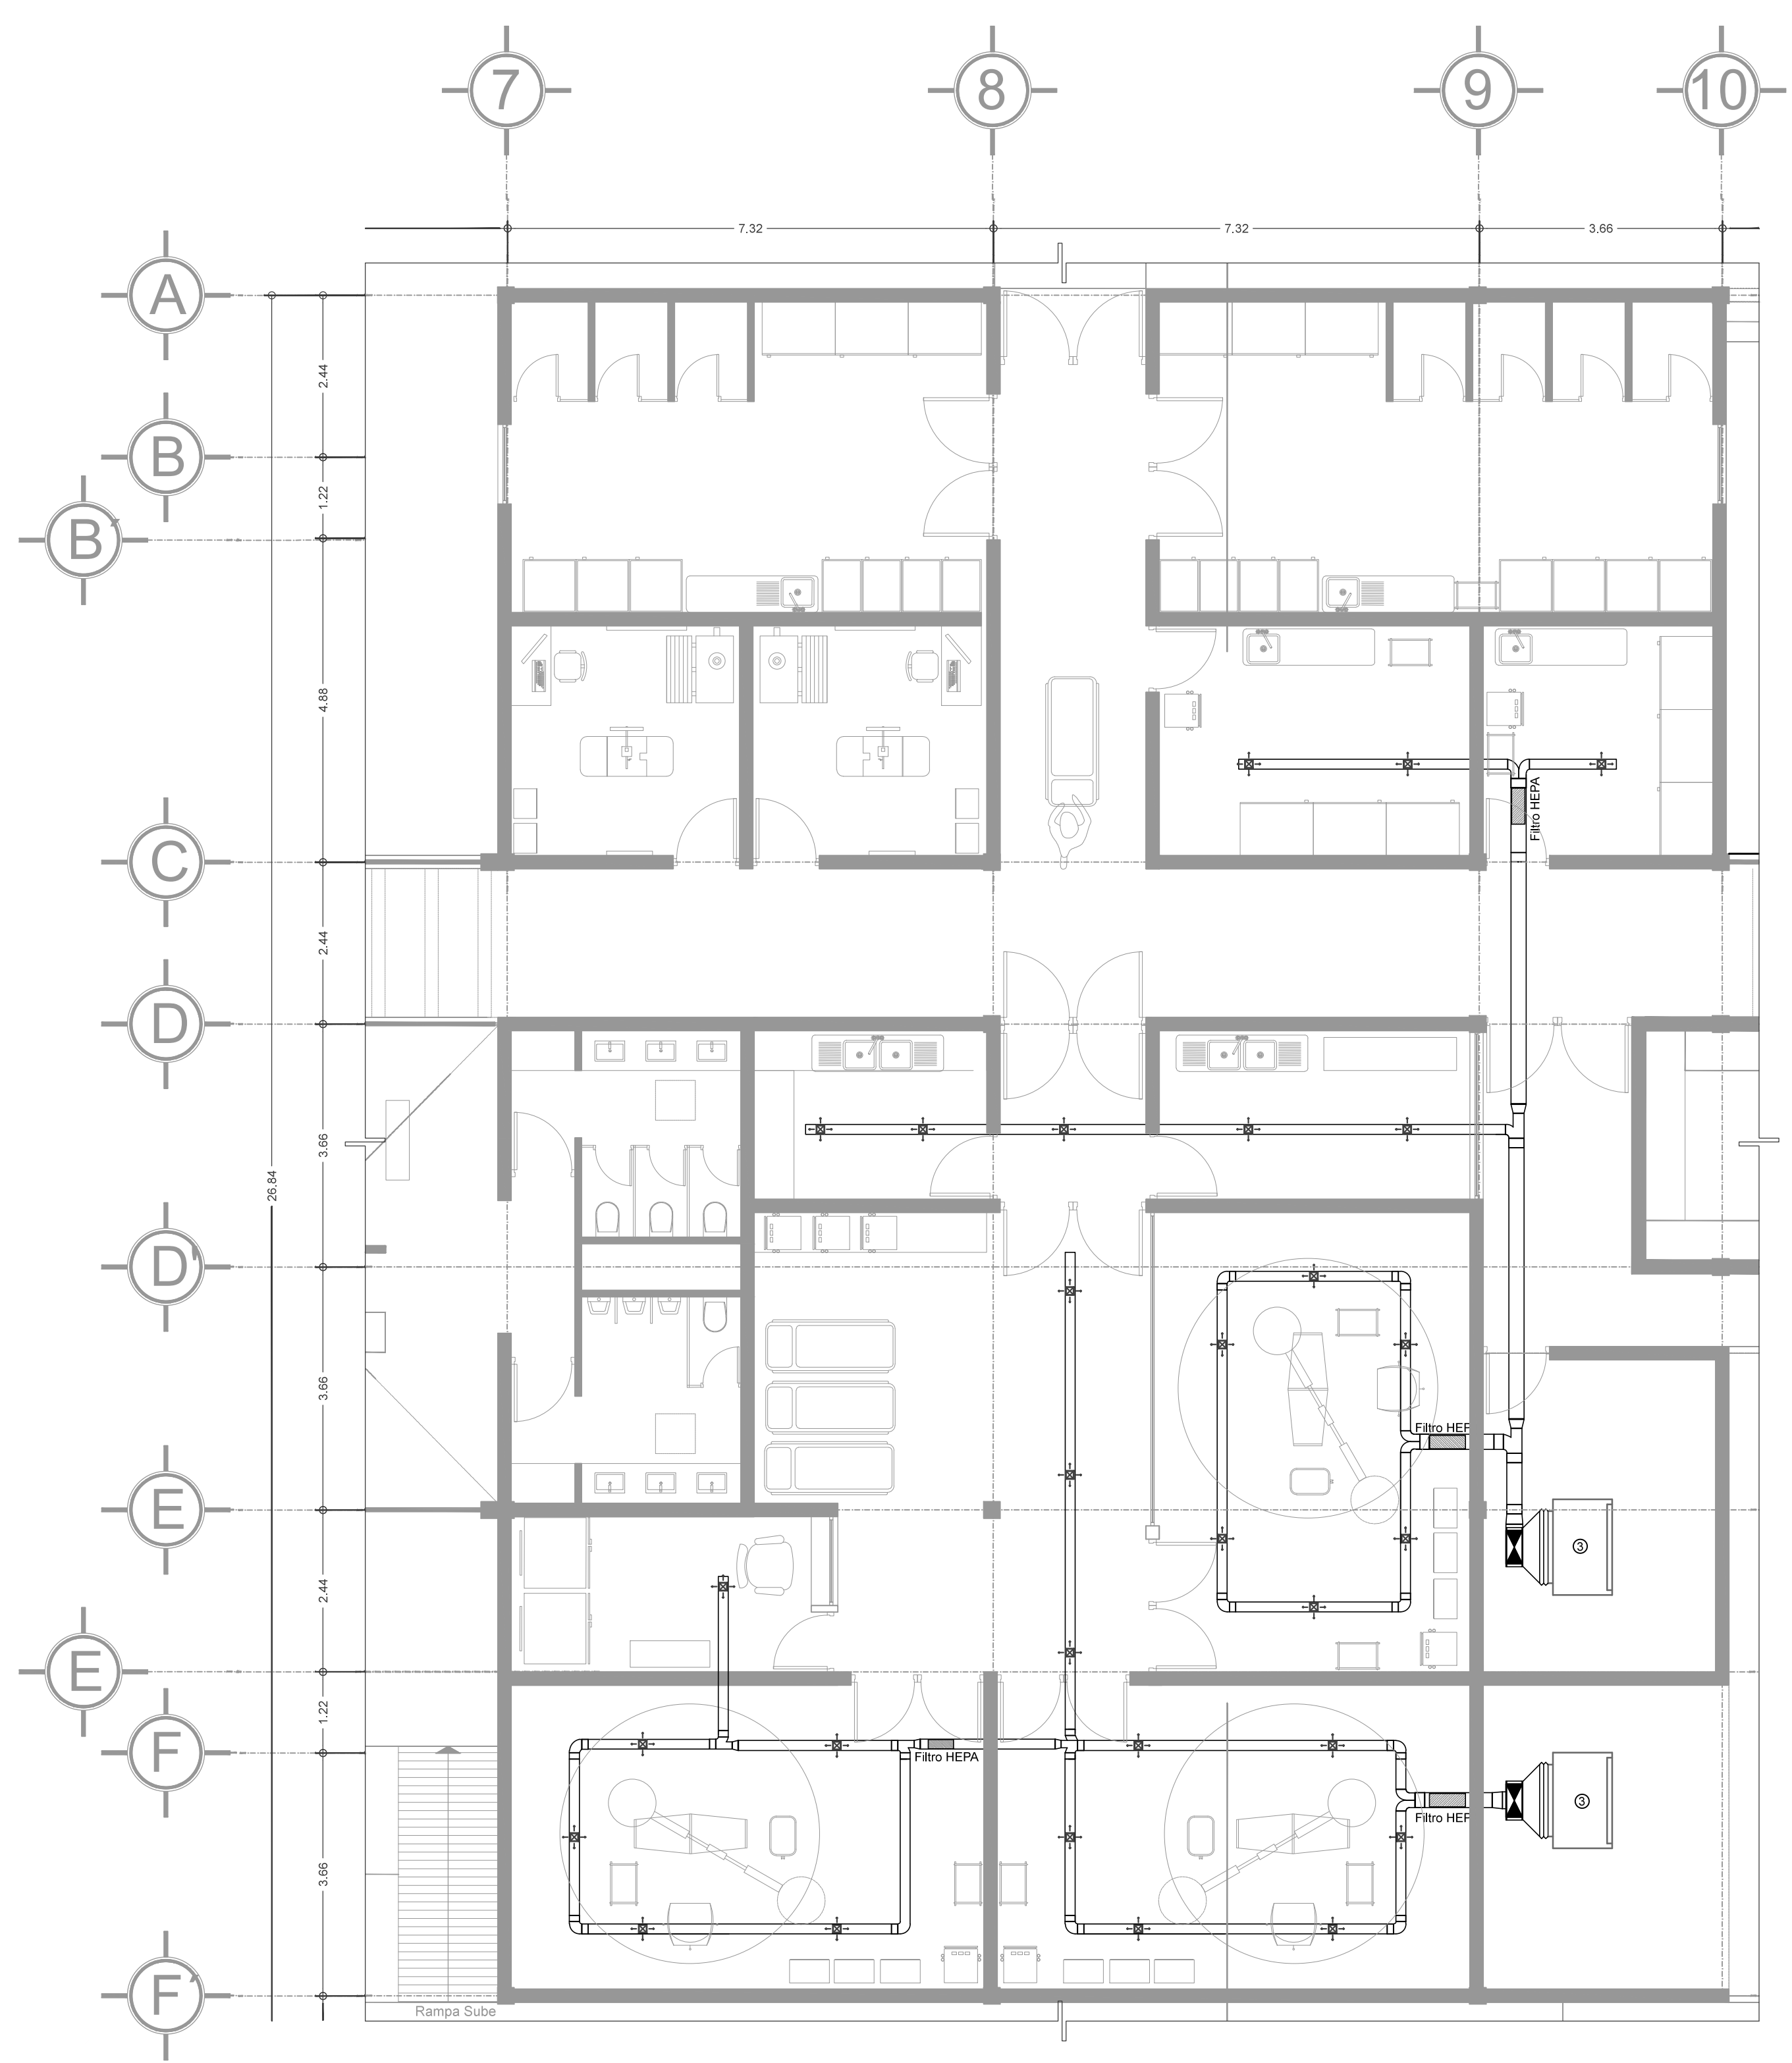 7
8
9
10
7.32
7.32
3.66
A
2.44
B
1.22
B´
4.88
Filtro HEPA
C
2.44
D
3.66
26.84
D'
3.66
Filtro HEP
E
3
2.44
E
1.22
F
Filtro HEPA
3
Filtro HEP
3.66
F´
Rampa Sube